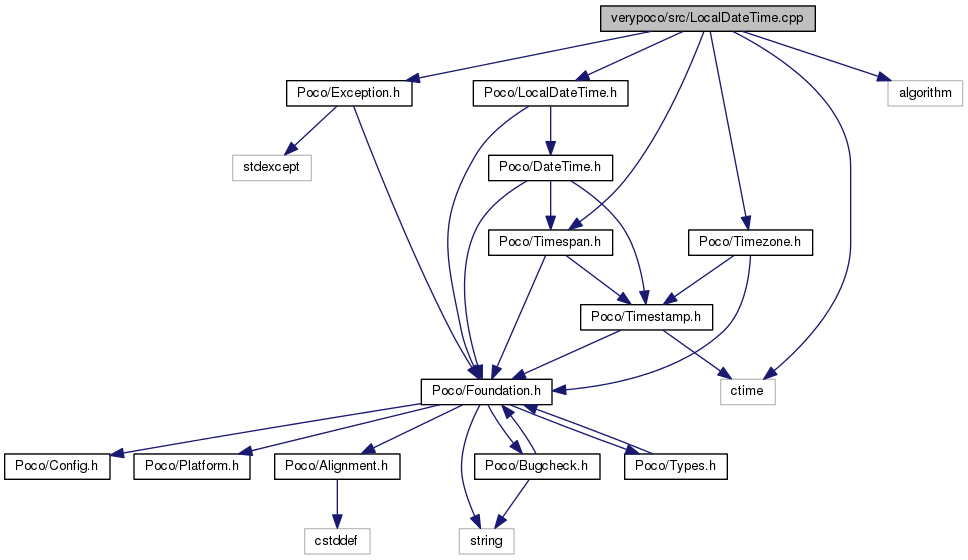 verypoco/src/LocalDateTime.cpp
Poco/Exception.h
Poco/LocalDateTime.h
algorithm
stdexcept
Poco/DateTime.h
Poco/Timespan.h
Poco/Timezone.h
Poco/Timestamp.h
Poco/Foundation.h
ctime
Poco/Config.h
Poco/Platform.h
Poco/Alignment.h
Poco/Bugcheck.h
Poco/Types.h
cstddef
string